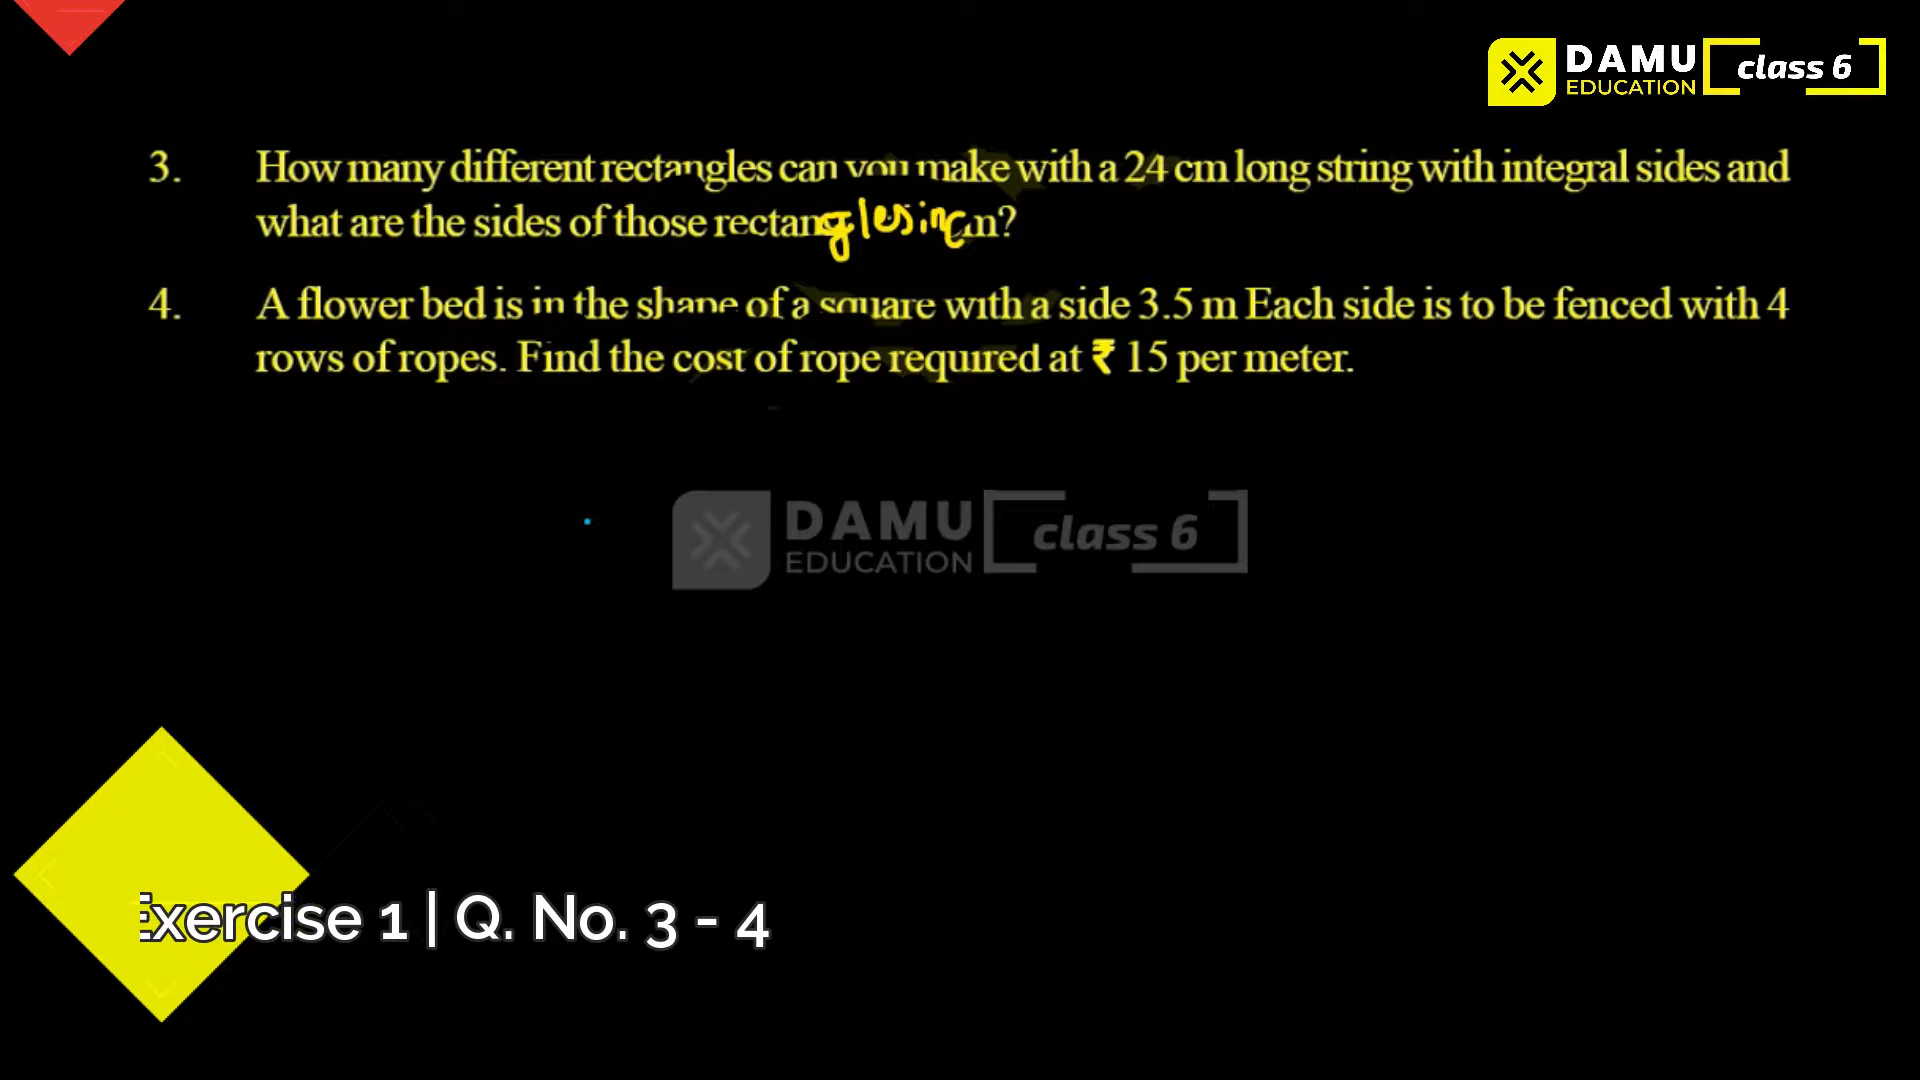 DAMU
EDUCATION
class 6
3. How many different rectangles can you make with a 24 cm long string with integral sides and
what are the sides of those rectangles in cm?
4. A flower bed is in the shape of a square with a side 3.5 m Each side is to be fenced with 4
rows of ropes. Find the cost of rope required at ₹ 15 per meter.
DAMU
EDUCATION
class 6
Exercise 1 | Q. No. 3 - 4